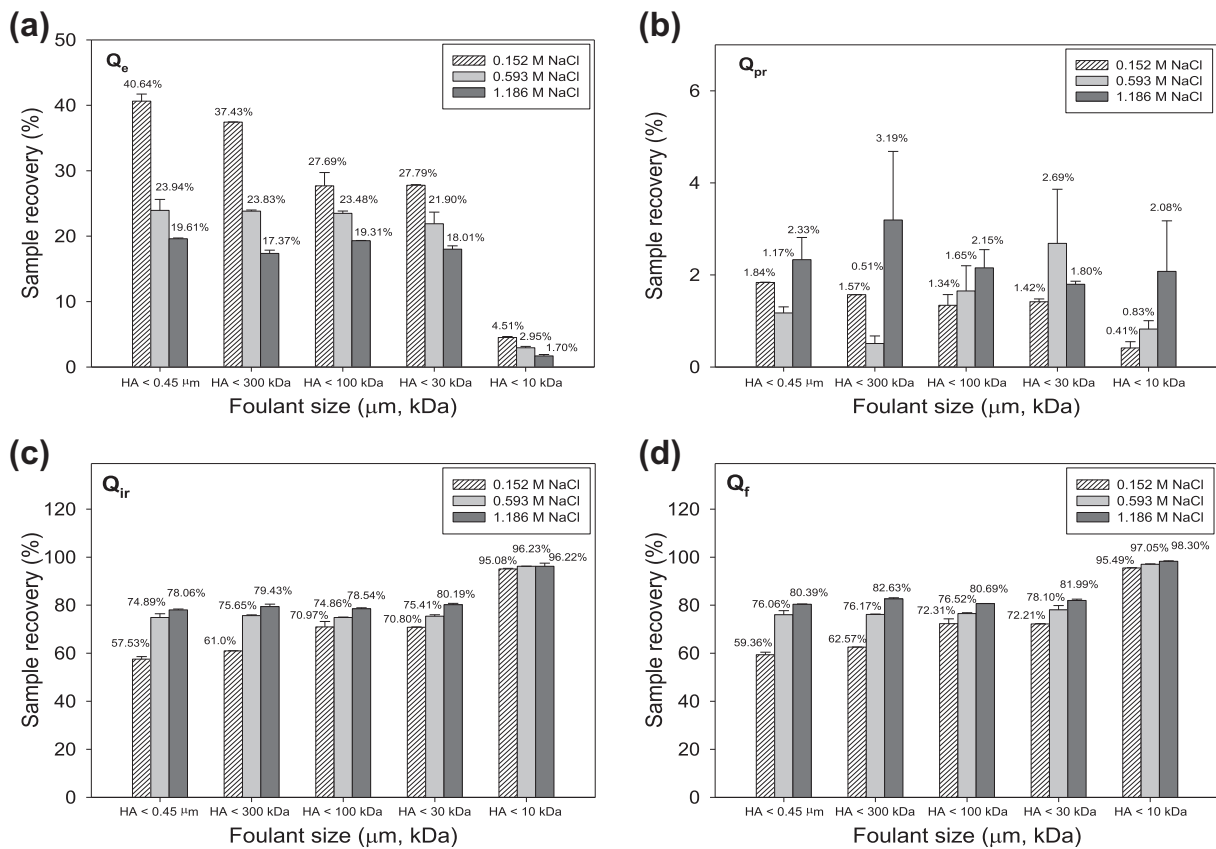 (a)
Qe
0.152 M NaCl
0.593 M NaCl
1.186 M NaCl
Sample recovery (%)
50
40
30
20
10
0
40.64%
23.94%
19.61%
37.43%
23.83%
17.37%
27.69%
23.48%
19.31%
27.79%
21.90%
18.01%
4.51%
2.95%
1.70%
HA < 0.45 μm
HA < 300 kDa
HA < 100 kDa
HA < 30 kDa
HA < 10 kDa
Foulant size (μm, kDa)
(b)
Qpr
0.152 M NaCl
0.593 M NaCl
1.186 M NaCl
Sample recovery (%)
6
4
2
0
1.84%
1.17%
2.33%
1.57%
0.51%
3.19%
1.34%
1.65%
2.15%
1.42%
2.69%
1.80%
0.41%
0.83%
2.08%
HA < 0.45 μm
HA < 300 kDa
HA < 100 kDa
HA < 30 kDa
HA < 10 kDa
Foulant size (μm, kDa)
(c)
Qir
0.152 M NaCl
0.593 M NaCl
1.186 M NaCl
Sample recovery (%)
120
100
80
60
40
20
0
57.53%
74.89%
78.06%
61.0%
75.65%
79.43%
70.97%
74.86%
78.54%
70.80%
75.41%
80.19%
95.08%
96.23%
96.22%
HA < 0.45 μm
HA < 300 kDa
HA < 100 kDa
HA < 30 kDa
HA < 10 kDa
Foulant size (μm, kDa)
(d)
Qf
0.152 M NaCl
0.593 M NaCl
1.186 M NaCl
Sample recovery (%)
120
100
80
60
40
20
0
59.36%
76.06%
80.39%
62.57%
76.17%
82.63%
72.31%
76.52%
80.69%
72.21%
78.10%
81.99%
95.49%
97.05%
98.30%
HA < 0.45 μm
HA < 300 kDa
HA < 100 kDa
HA < 30 kDa
HA < 10 kDa
Foulant size (μm, kDa)